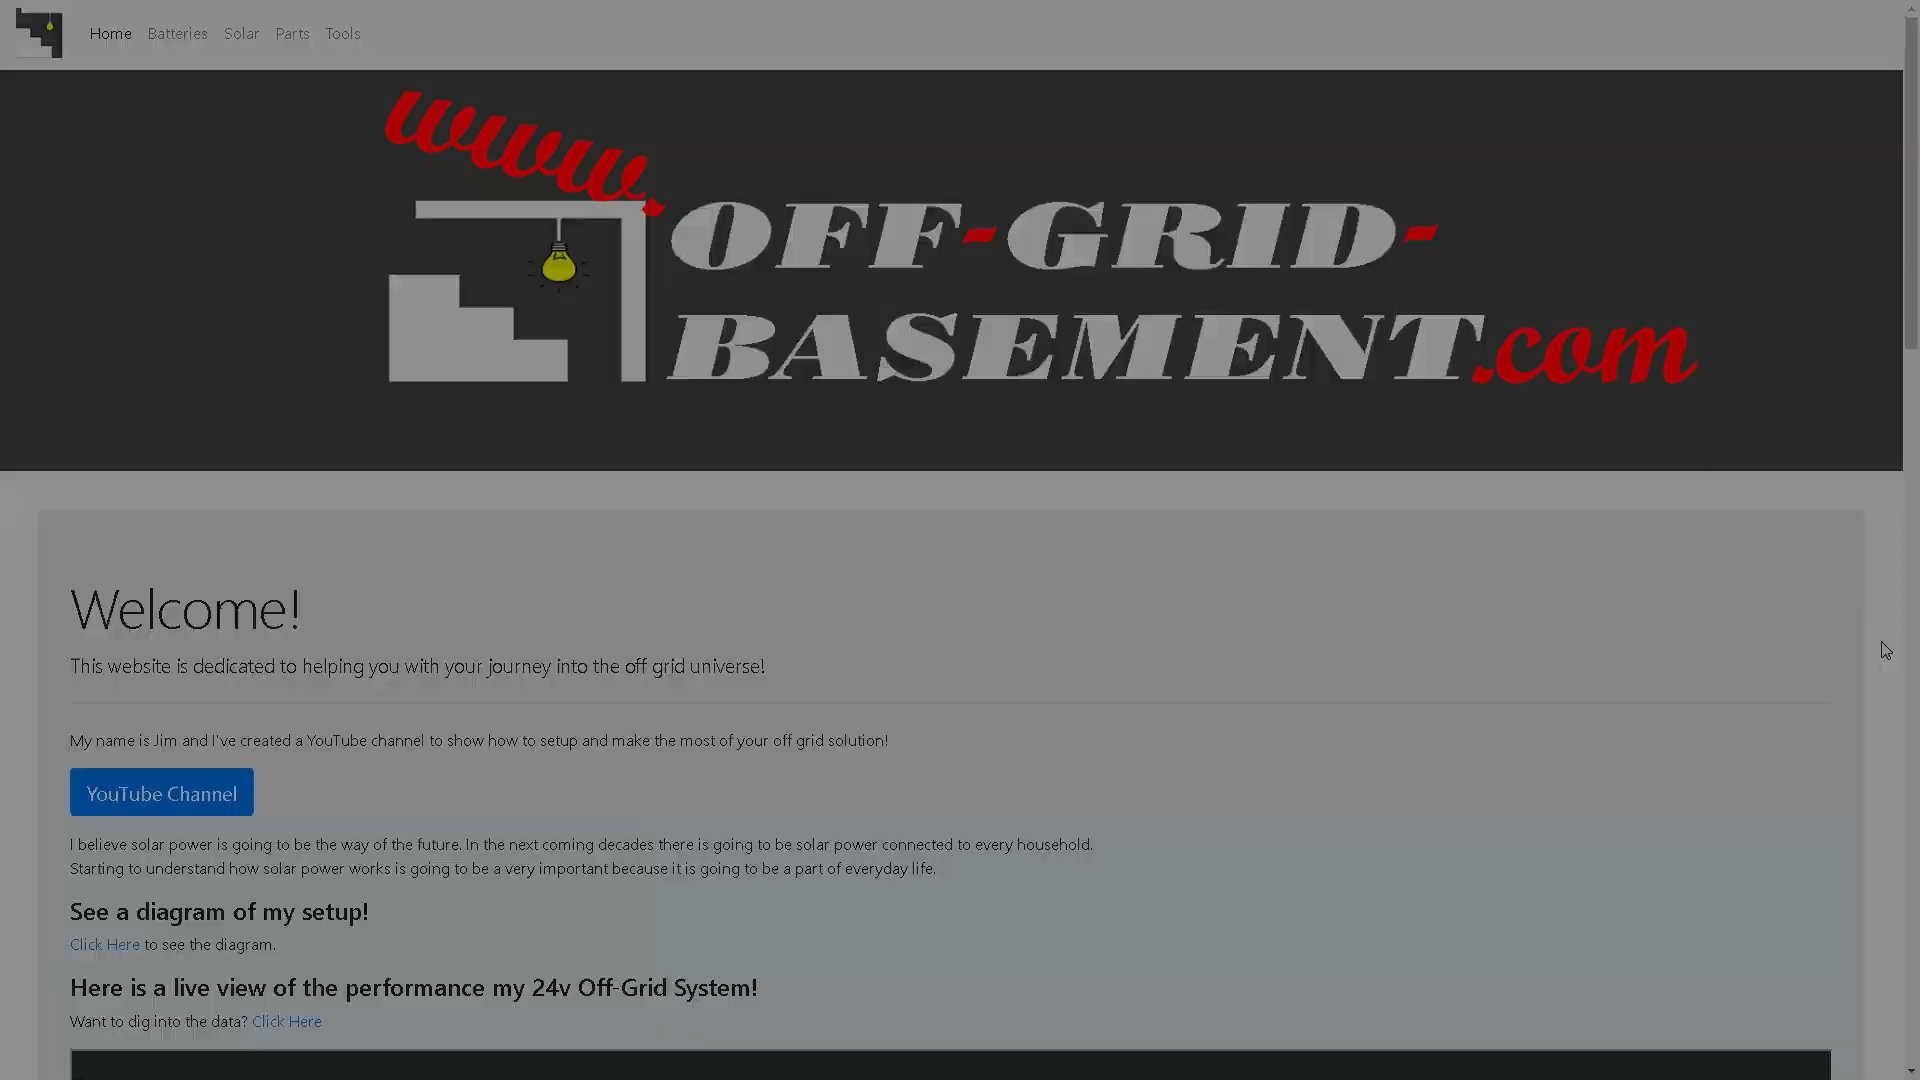 Home Batteries Solar Parts Tools
www.
OFF-GRID-
BASEMENT.com
Welcome!
This website is dedicated to helping you with your journey into the off grid universe!
My name is Jim and I've created a YouTube channel to show how to setup and make the most of your off grid solution!
YouTube Channel
I believe solar power is going to be the way of the future. In the next coming decades there is going to be solar power connected to every household.
Starting to understand how solar power works is going to be a very important because it is going to be a part of everyday life.
See a diagram of my setup!
Click Here to see the diagram.
Here is a live view of the performance my 24v Off-Grid System!
Want to dig into the data? Click Here